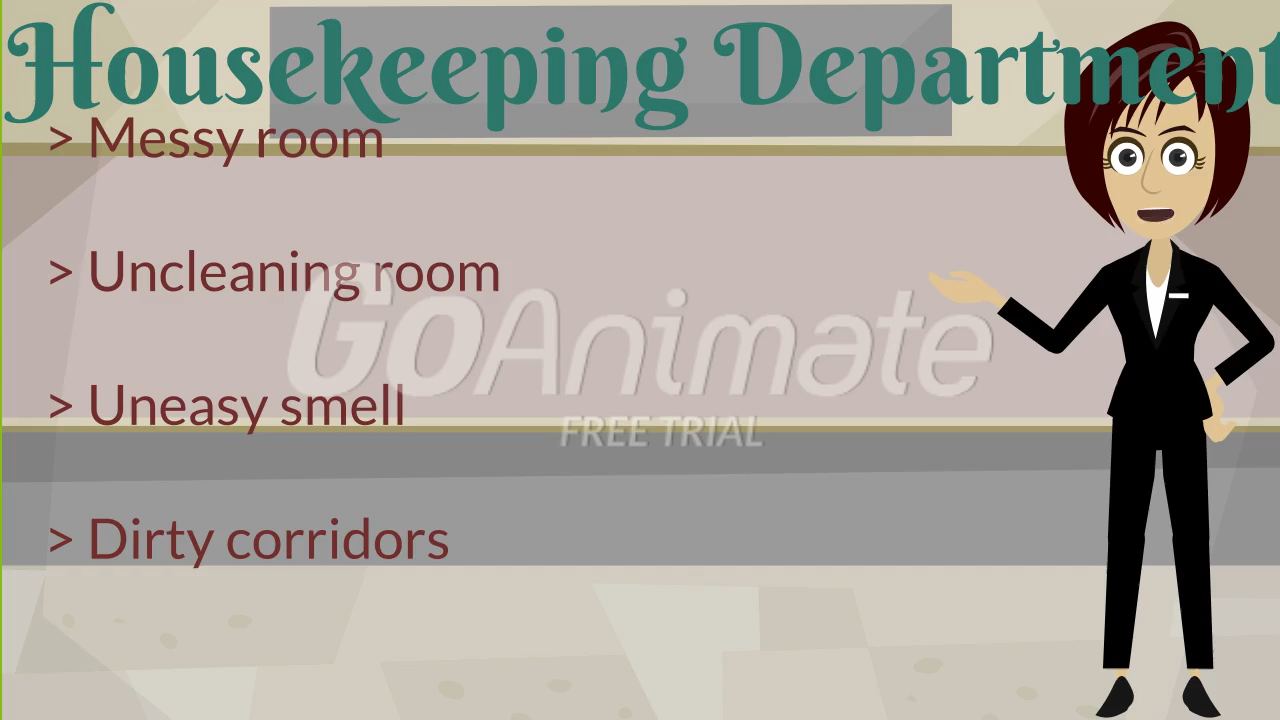 Housekeeping Department
> Messy room
> Uncleaning room
GoAnimate
> Uneasy smell
FREE TRIAL
> Dirty corridors